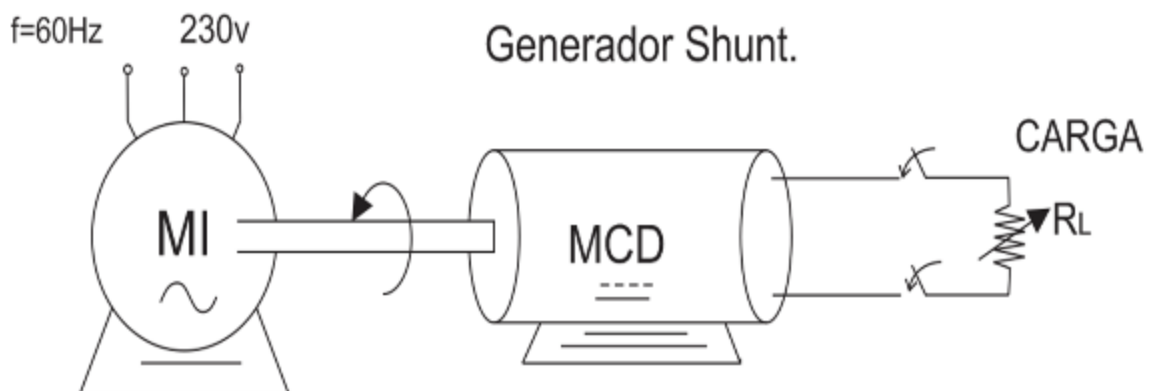 f=60Hz 230v
Generador Shunt.
CARGA
MI
MCD
RL